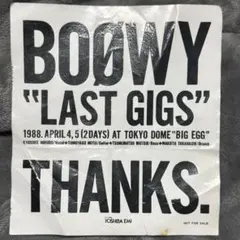 BOØWY
"LAST GIGS"
1988. APRIL 4, 5 (2DAYS) AT TOKYO DOME "BIG EGG"
THANKS.
TOSHIBA EMI
NOT FOR SALE